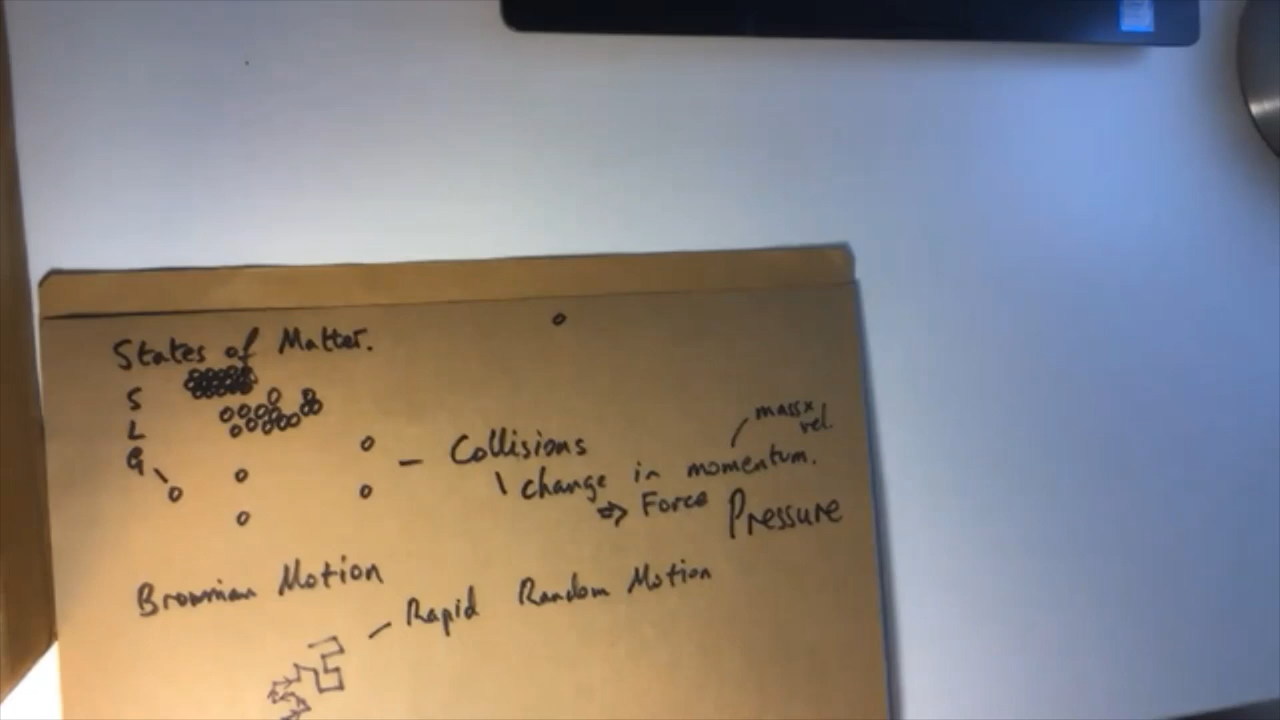 States of Matter.
S
L
G
– Collisions
mass x
vel.
\ change in momentum.
⇒ Force Pressure
Brownian Motion
– Rapid Random Motion